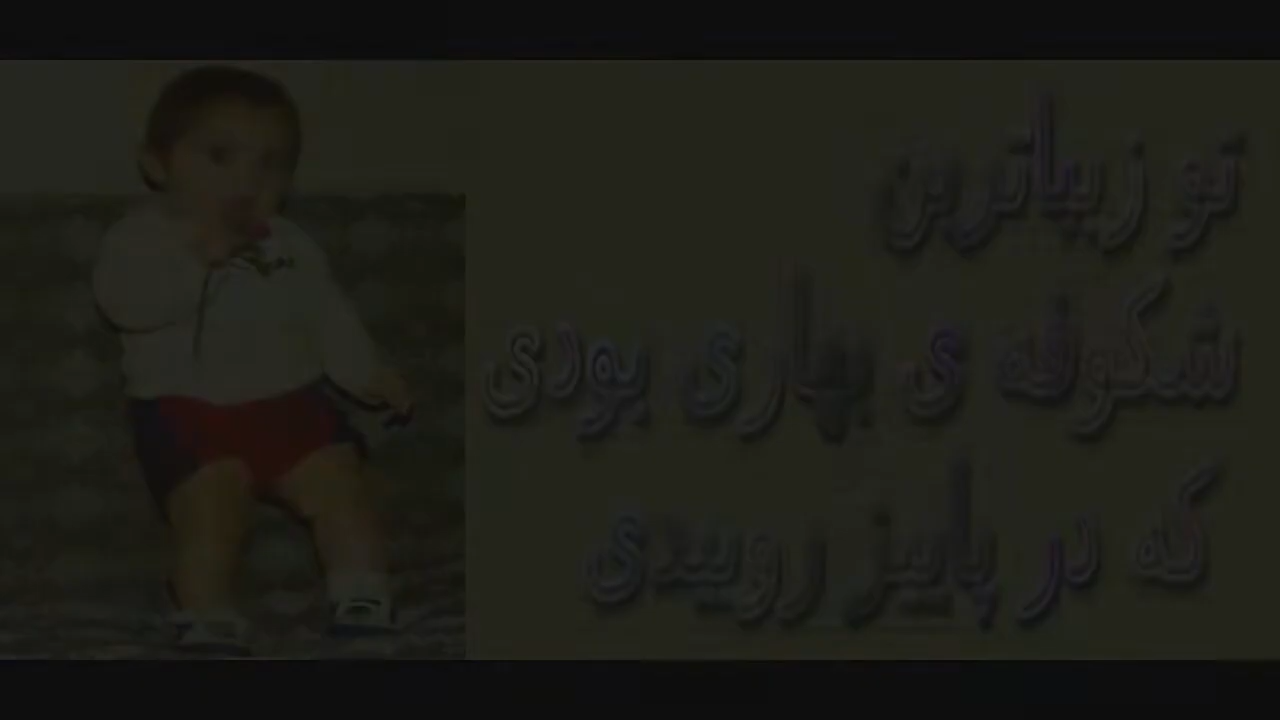 تو زیباترین
شکوفه ی بهاری بودی
که در پاییز روییدی